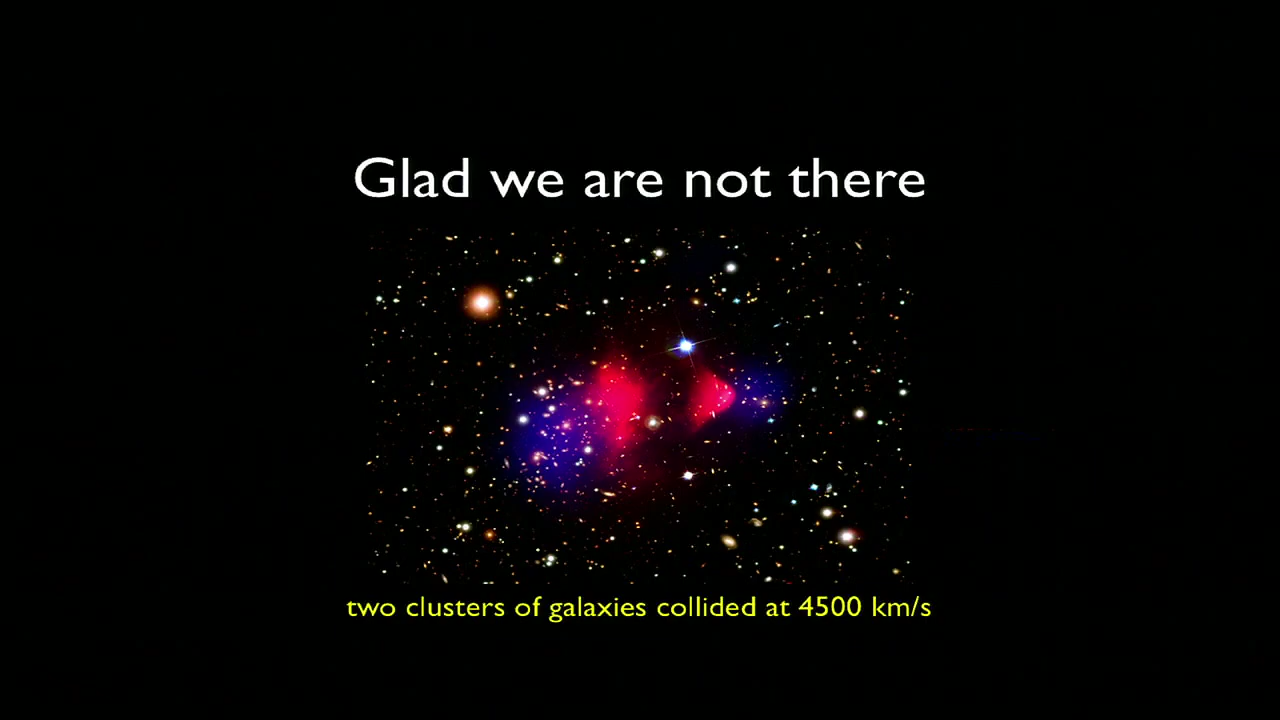 Glad we are not there
two clusters of galaxies collided at 4500 km/s